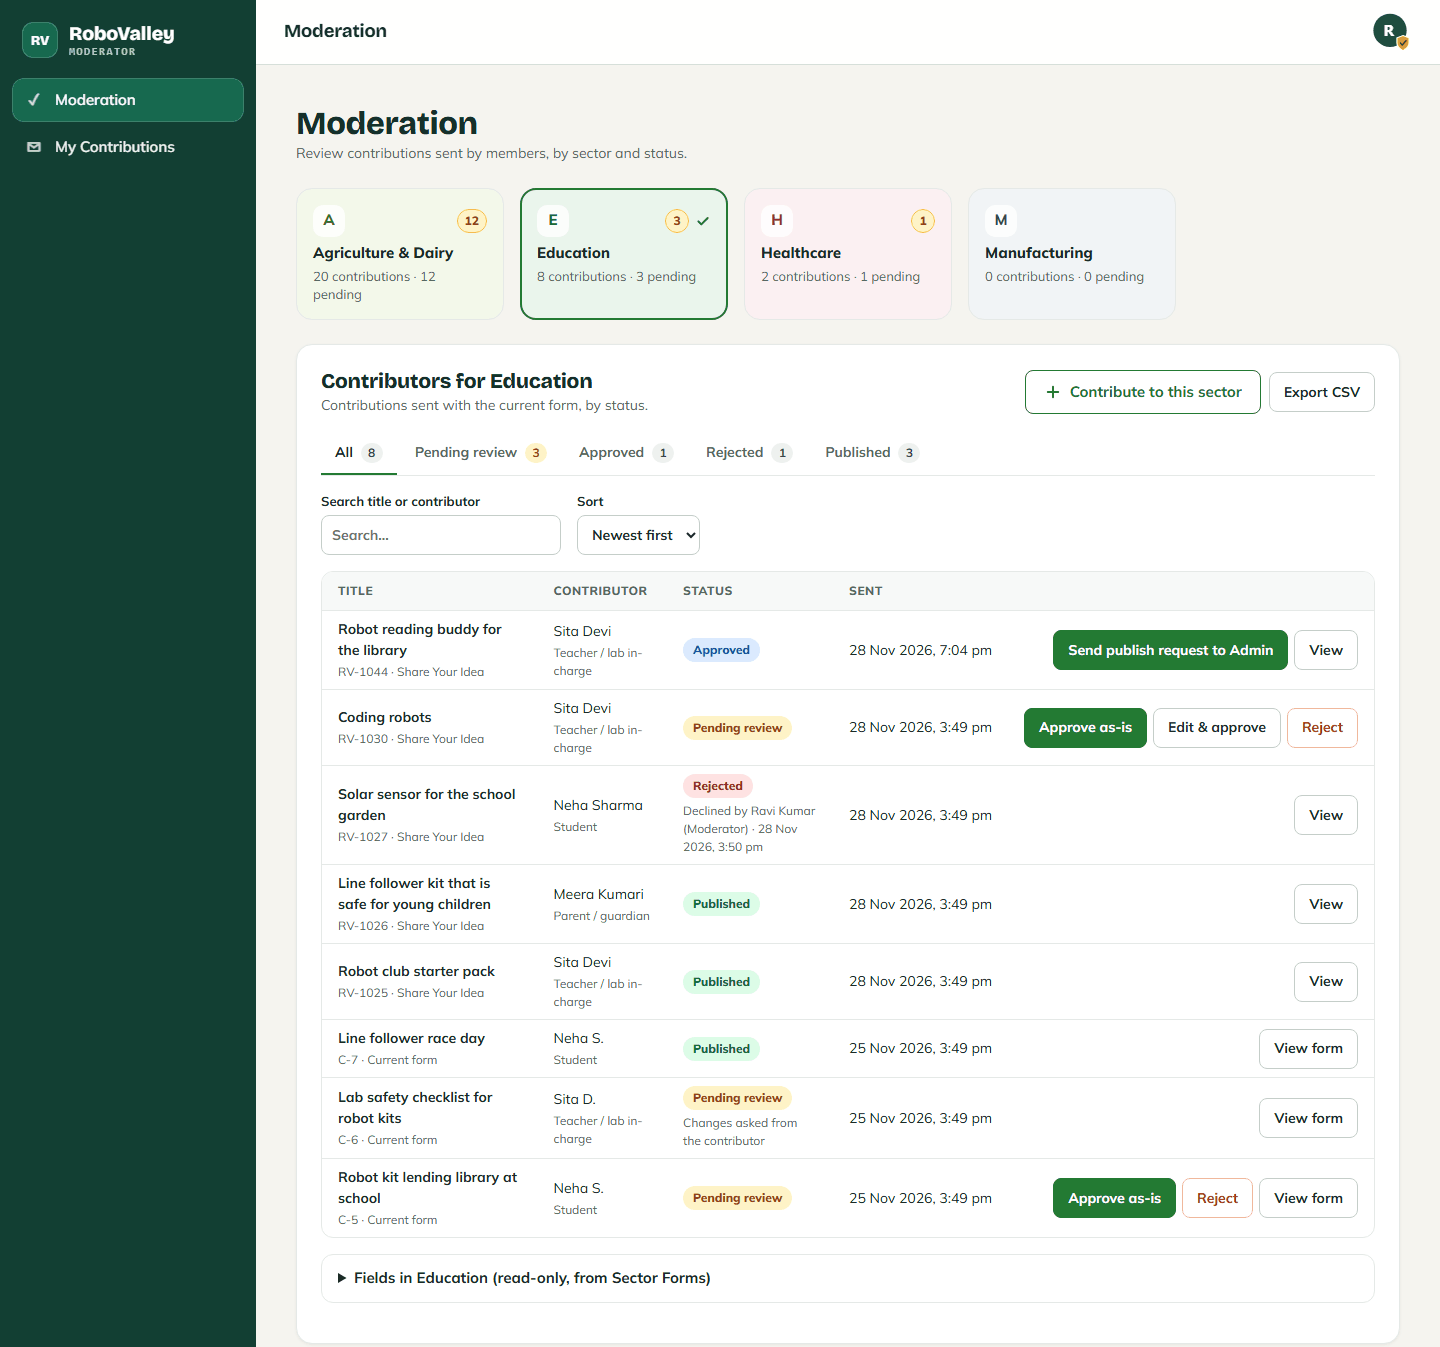 RV
RoboValley
MODERATOR
Moderation
My Contributions
Moderation
R
Moderation
Review contributions sent by members, by sector and status.
A
12
Agriculture & Dairy
20 contributions · 12
pending
E
3
Education
8 contributions · 3 pending
H
1
Healthcare
2 contributions · 1 pending
M
Manufacturing
0 contributions · 0 pending
Contributors for Education
Contributions sent with the current form, by status.
+ Contribute to this sector
Export CSV
All 8
Pending review 3
Approved 1
Rejected 1
Published 3
Search title or contributor
Search...
Sort
Newest first
TITLE CONTRIBUTOR STATUS SENT
Robot reading buddy for
the library
RV-1044 · Share Your Idea
Sita Devi
Teacher / lab in-
charge
Approved
28 Nov 2026, 7:04 pm
Send publish request to Admin
View
Coding robots
RV-1030 · Share Your Idea
Sita Devi
Teacher / lab in-
charge
Pending review
28 Nov 2026, 3:49 pm
Approve as-is
Edit & approve
Reject
Solar sensor for the school
garden
RV-1027 · Share Your Idea
Neha Sharma
Student
Rejected
Declined by Ravi Kumar
(Moderator) · 28 Nov
2026, 3:50 pm
28 Nov 2026, 3:49 pm
View
Line follower kit that is
safe for young children
RV-1026 · Share Your Idea
Meera Kumari
Parent / guardian
Published
28 Nov 2026, 3:49 pm
View
Robot club starter pack
RV-1025 · Share Your Idea
Sita Devi
Teacher / lab in-
charge
Published
28 Nov 2026, 3:49 pm
View
Line follower race day
C-7 · Current form
Neha S.
Student
Published
25 Nov 2026, 3:49 pm
View form
Lab safety checklist for
robot kits
C-6 · Current form
Sita D.
Teacher / lab in-
charge
Pending review
Changes asked from
the contributor
25 Nov 2026, 3:49 pm
View form
Robot kit lending library at
school
C-5 · Current form
Neha S.
Student
Pending review
25 Nov 2026, 3:49 pm
Approve as-is
Reject
View form
Fields in Education (read-only, from Sector Forms)